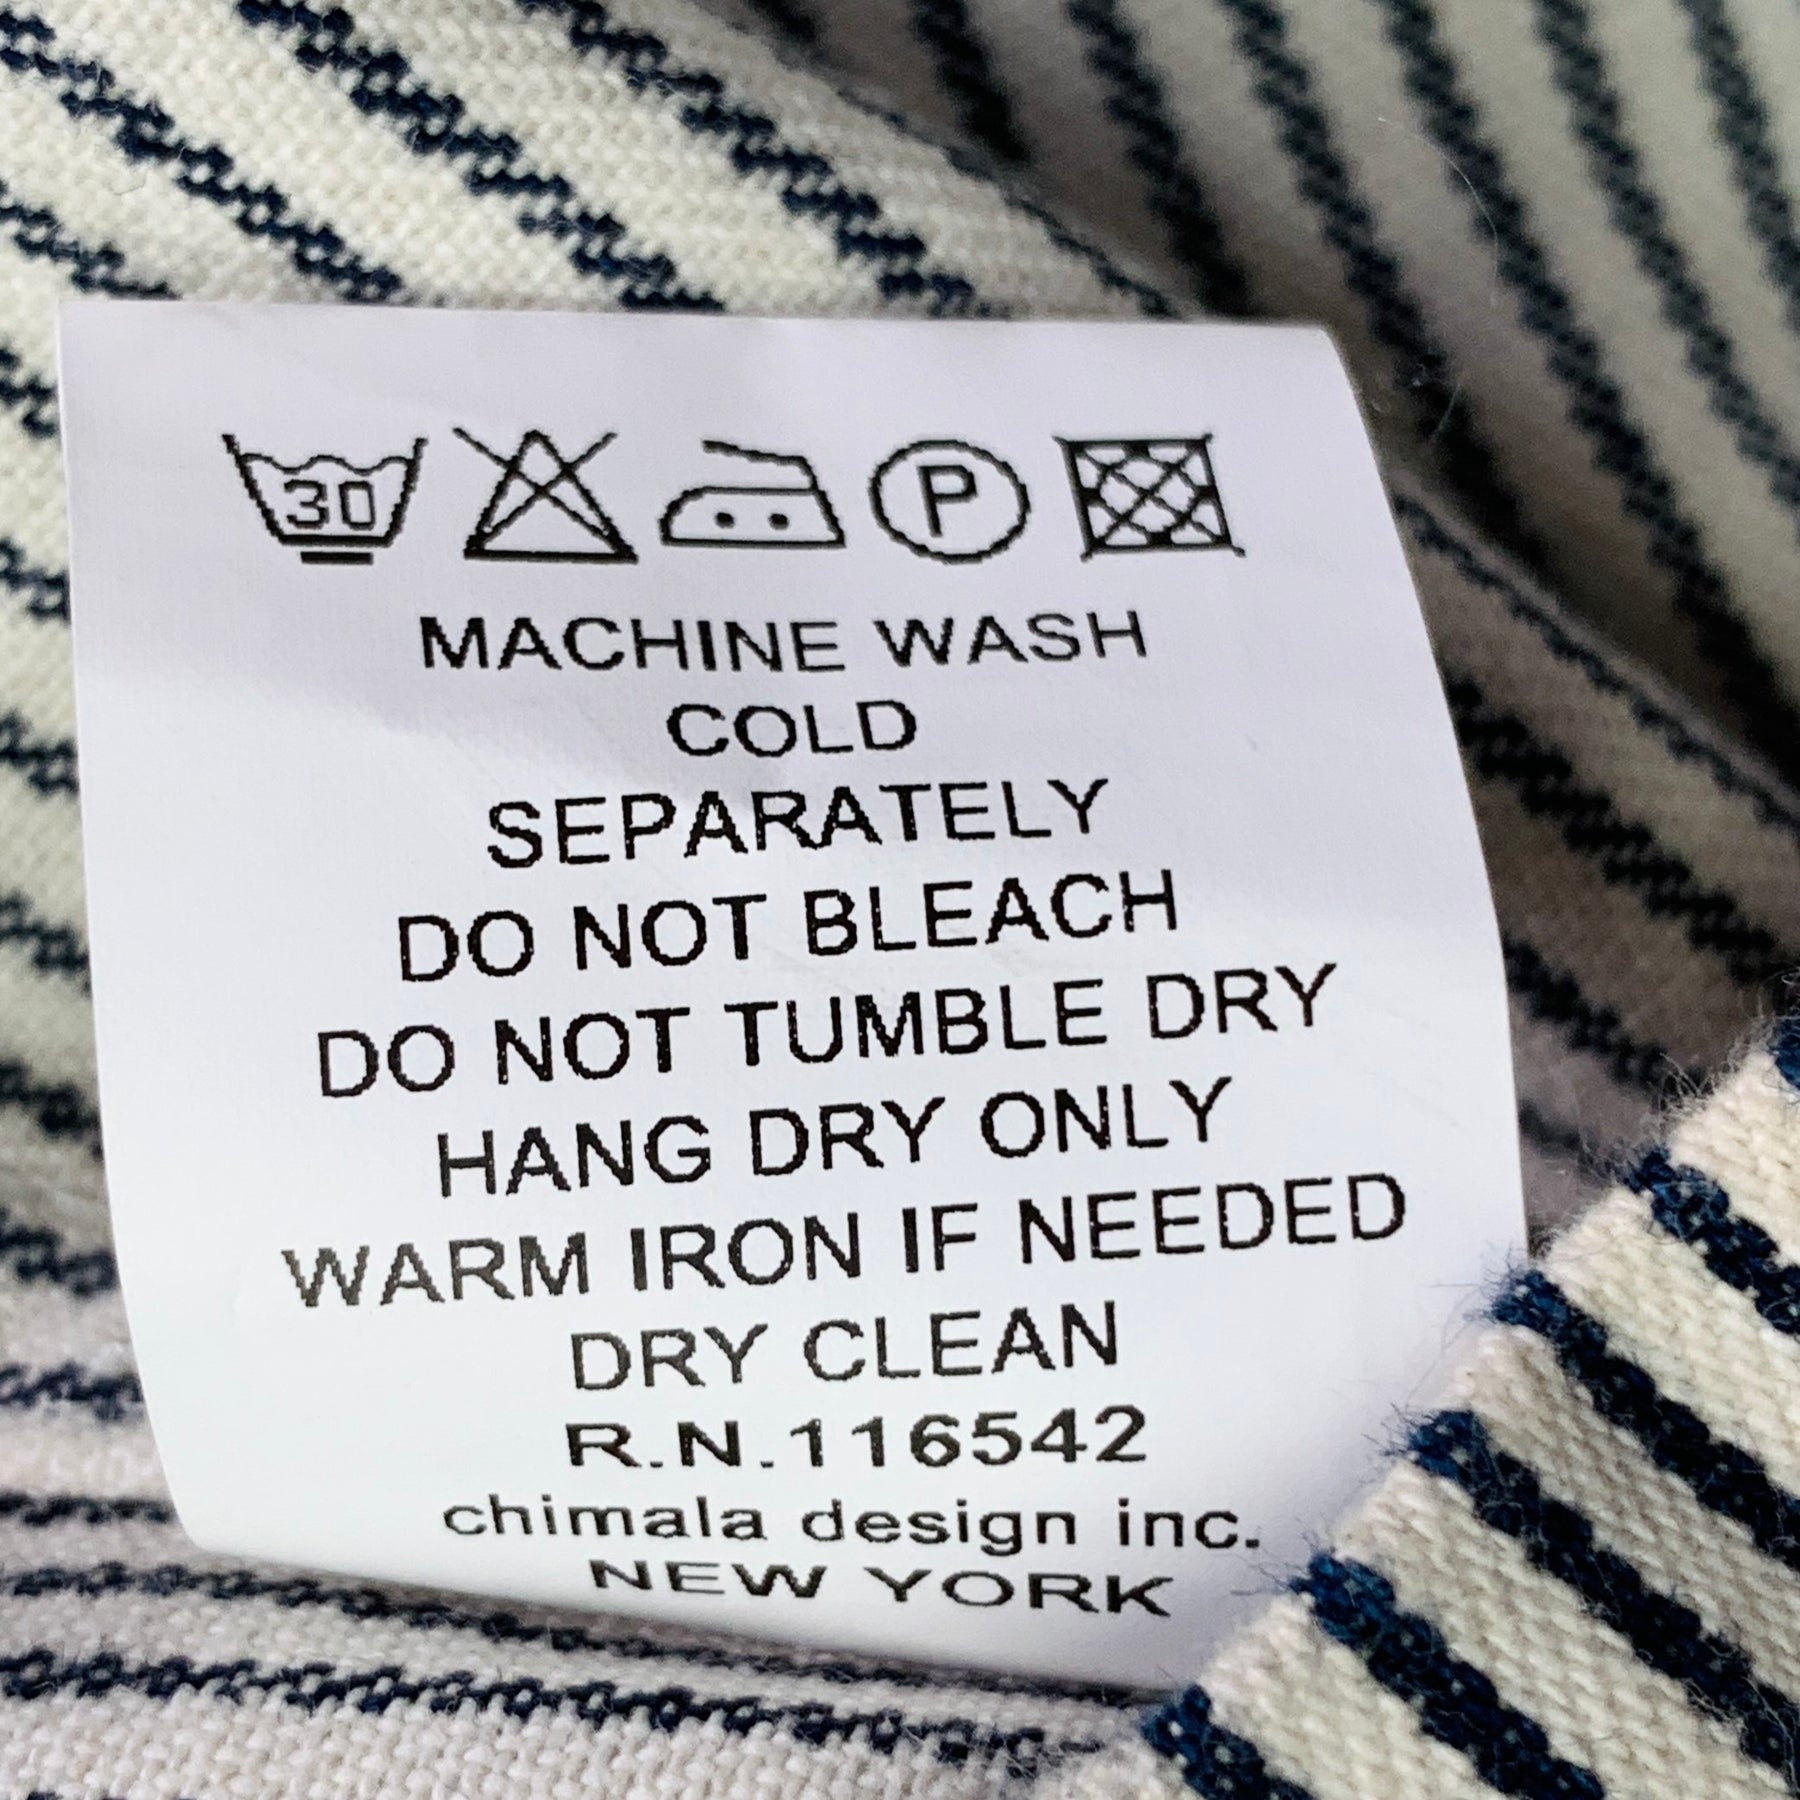 30 P
MACHINE WASH
COLD
SEPARATELY
DO NOT BLEACH
DO NOT TUMBLE DRY
HANG DRY ONLY
WARM IRON IF NEEDED
DRY CLEAN
R.N.116542
chimala design inc.
NEW YORK